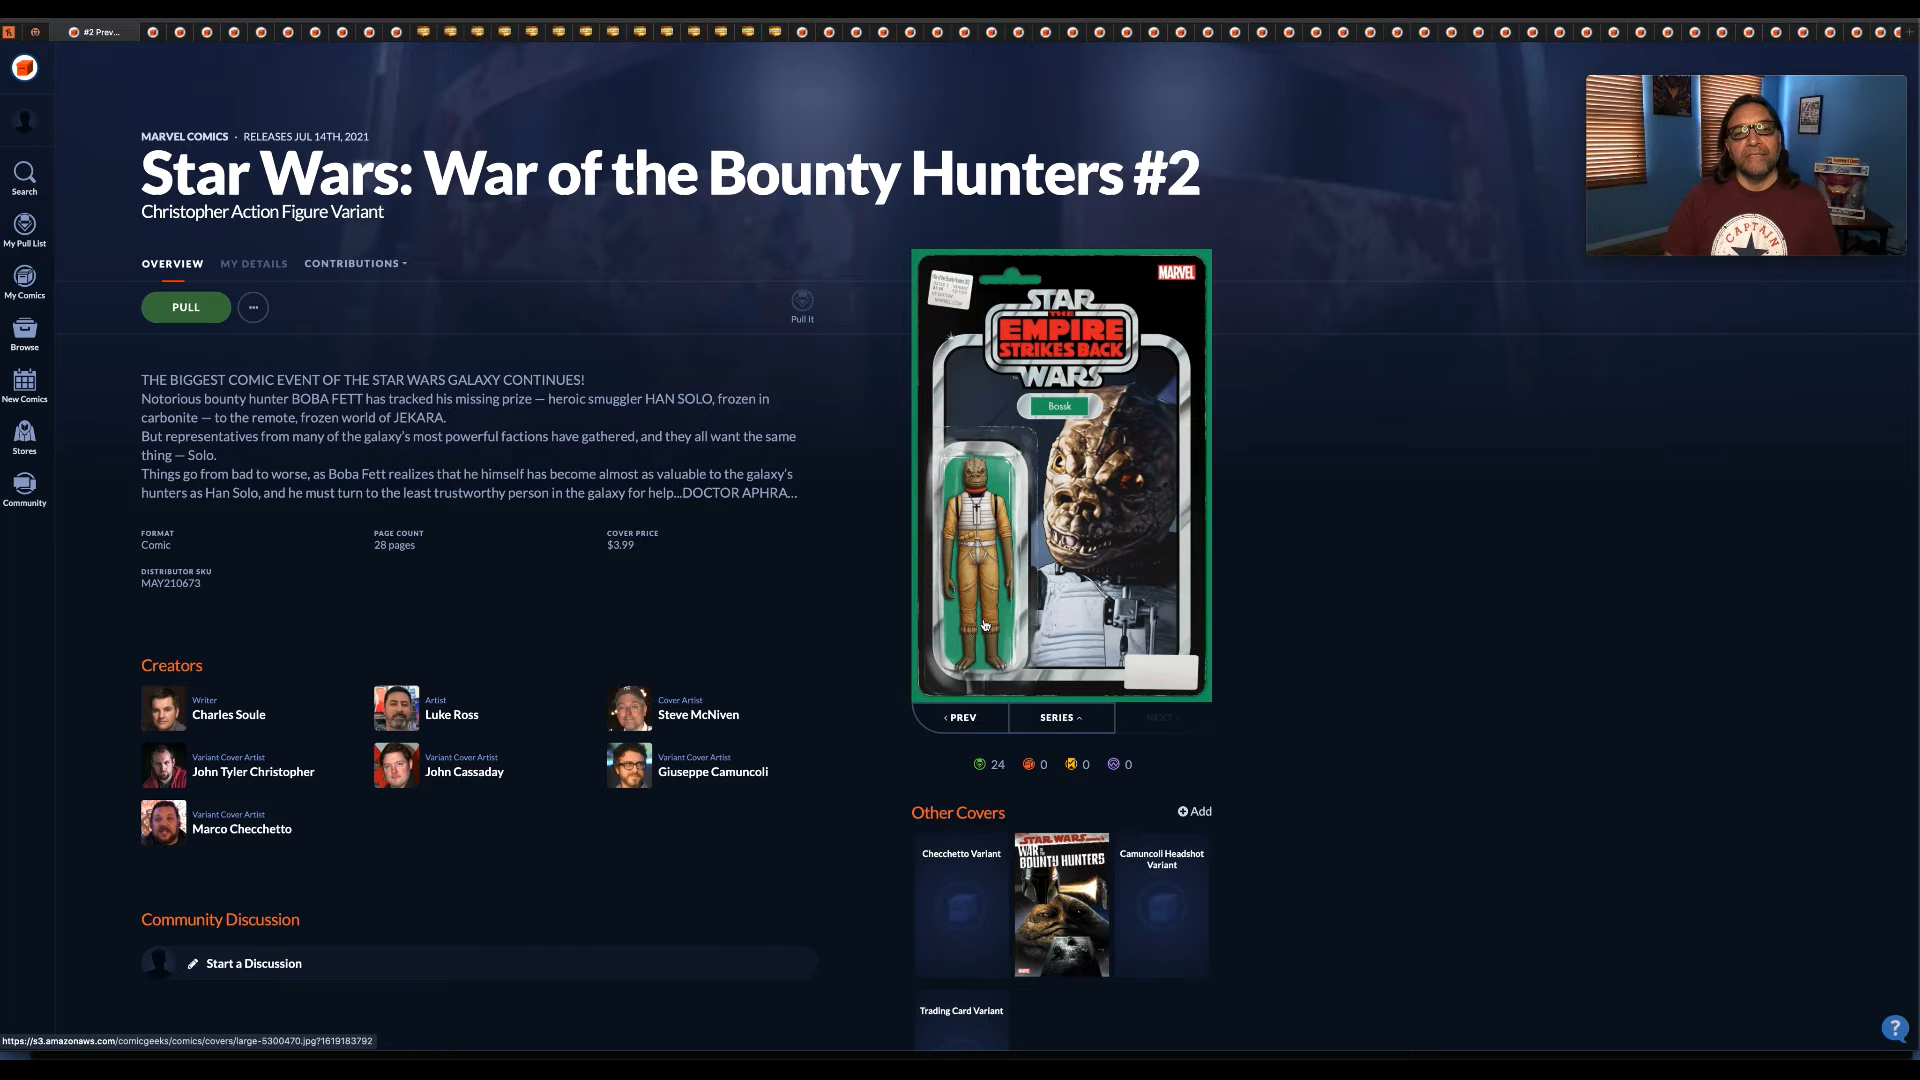 #2 Prev...
MARVEL COMICS · RELEASES JUL 14TH, 2021
Star Wars: War of the Bounty Hunters #2
Christopher Action Figure Variant
Search
My Pull List
My Comics
Browse
New Comics
Stores
Community
OVERVIEW MY DETAILS CONTRIBUTIONS
PULL
Pull It
THE BIGGEST COMIC EVENT OF THE STAR WARS GALAXY CONTINUES!
Notorious bounty hunter BOBA FETT has tracked his missing prize — heroic smuggler HAN SOLO, frozen in
carbonite — to the remote, frozen world of JEKARA.
But representatives from many of the galaxy's most powerful factions have gathered, and they all want the same
thing — Solo.
Things go from bad to worse, as Boba Fett realizes that he himself has become almost as valuable to the galaxy's
hunters as Han Solo, and he must turn to the least trustworthy person in the galaxy for help...DOCTOR APHRA...
FORMAT
Comic
PAGE COUNT
28 pages
COVER PRICE
$3.99
DISTRIBUTOR SKU
MAY210673
Creators
Writer
Charles Soule
Artist
Luke Ross
Cover Artist
Steve McNiven
Variant Cover Artist
John Tyler Christopher
Variant Cover Artist
John Cassaday
Variant Cover Artist
Giuseppe Camuncoli
Variant Cover Artist
Marco Checchetto
Community Discussion
Start a Discussion
MARVEL
STAR
THE
EMPIRE
STRIKES BACK
WARS
Bossk
PREV
SERIES
NEXT
24 0 0 0
Other Covers
Add
Checchetto Variant
STAR WARS
WAR OF THE
BOUNTY HUNTERS
Camuncoli Headshot
Variant
Trading Card Variant
CAPTAIN
https://s3.amazonaws.com/comicgeeks/comics/covers/large-5300470.jpg?1619183792
?